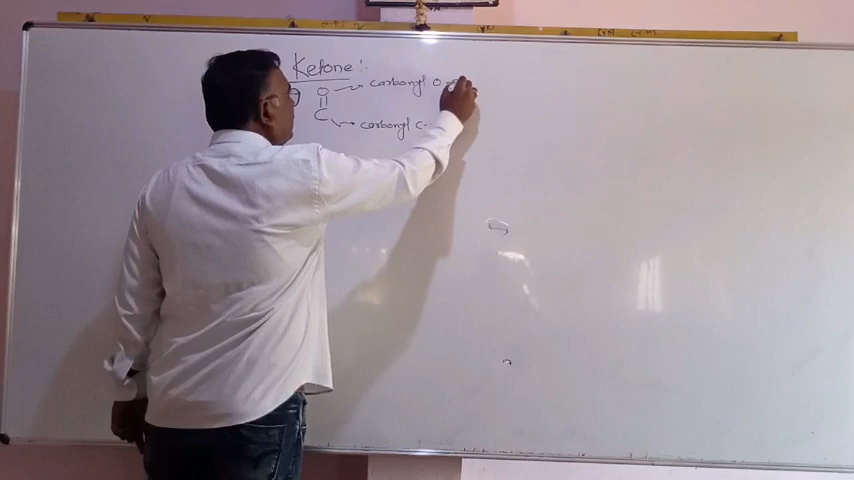 Ketone :-
O → carbonyl O-
C → carbonyl C-